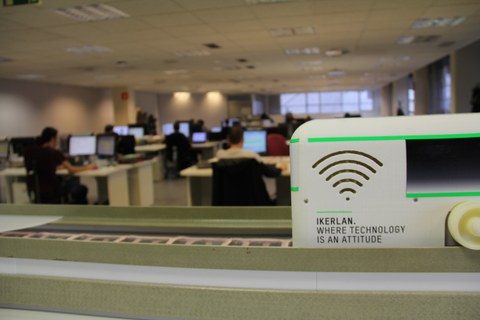 IKERLAN.
WHERE TECHNOLOGY
IS AN ATTITUDE